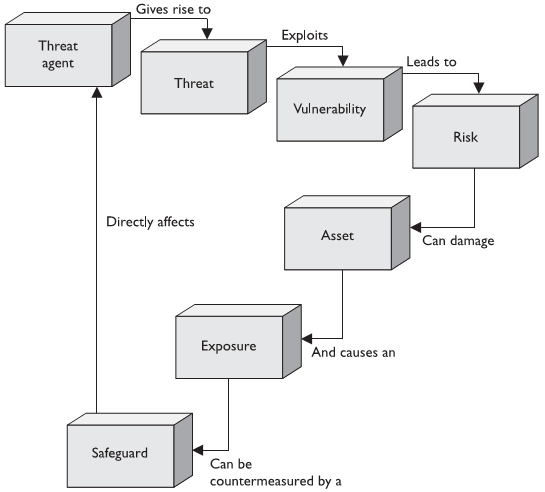 Gives rise to
Threat
agent
Exploits
Threat
Leads to
Vulnerability
Risk
Directly affects
Asset
Can damage
Exposure
And causes an
Safeguard
Can be
countermeasured by a